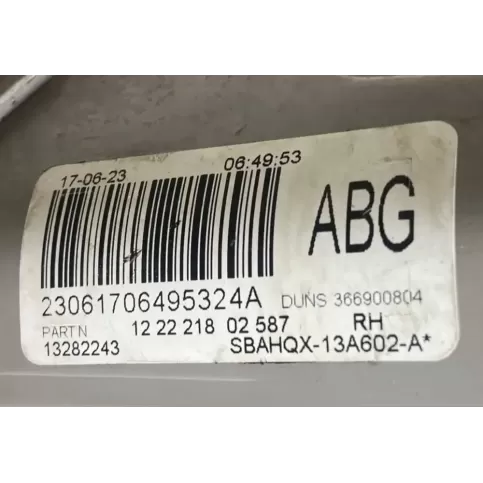 17-06-23 06:49:53
ABG
23061706495324A DUNS 366900804
PART N 12 22 218 02 587 RH
13282243 SBAHQX-13A602-A*